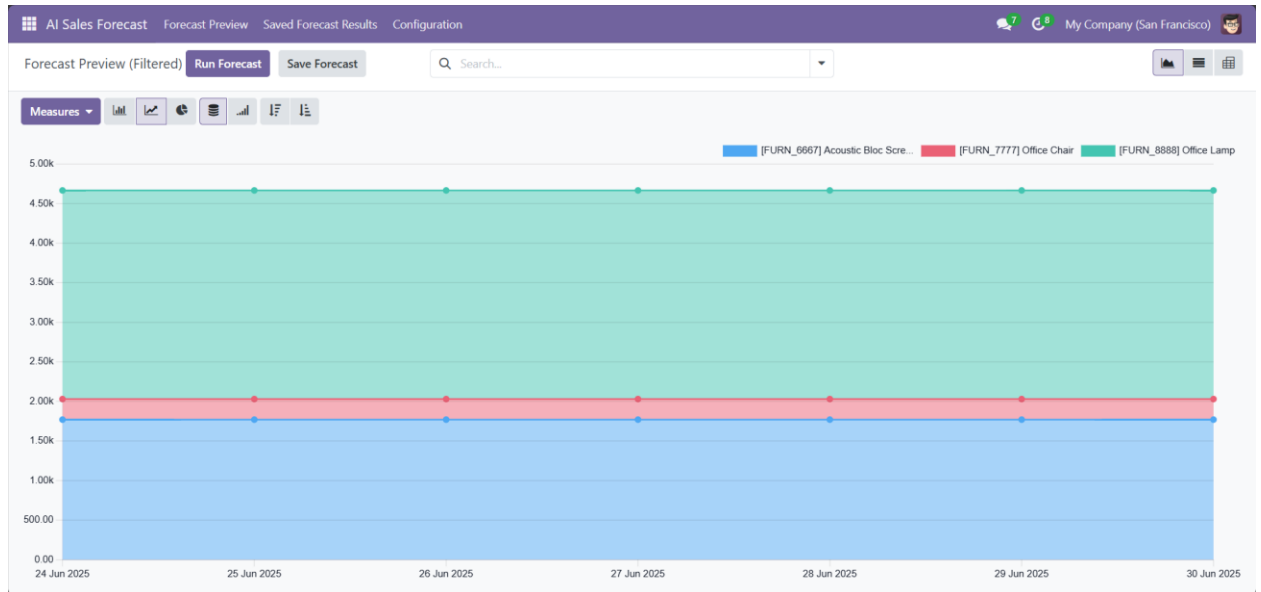 AI Sales Forecast Forecast Preview Saved Forecast Results Configuration 7 8 My Company (San Francisco)
Forecast Preview (Filtered) Run Forecast Save Forecast Search...
Measures
[FURN_6667] Acoustic Bloc Scre... [FURN_7777] Office Chair [FURN_8888] Office Lamp
5.00k
4.50k
4.00k
3.50k
3.00k
2.50k
2.00k
1.50k
1.00k
500.00
0.00
24 Jun 2025 25 Jun 2025 26 Jun 2025 27 Jun 2025 28 Jun 2025 29 Jun 2025 30 Jun 2025